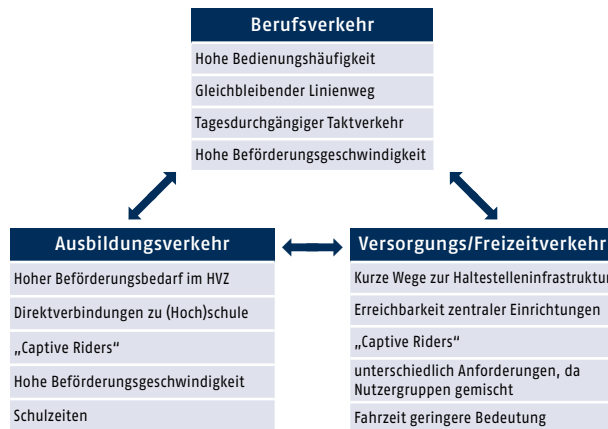 Berufsverkehr
Hohe Bedienungshäufigkeit
Gleichbleibender Linienweg
Tagesdurchgängiger Taktverkehr
Hohe Beförderungsgeschwindigkeit
Ausbildungsverkehr
Hoher Beförderungsbedarf im HVZ
Direktverbindungen zu (Hoch)schule
„Captive Riders“
Hohe Beförderungsgeschwindigkeit
Schulzeiten
Versorgungs/Freizeitverkehr
Kurze Wege zur Haltestelleninfrastruktur
Erreichbarkeit zentraler Einrichtungen
„Captive Riders“
unterschiedlich Anforderungen, da
Nutzergruppen gemischt
Fahrzeit geringere Bedeutung